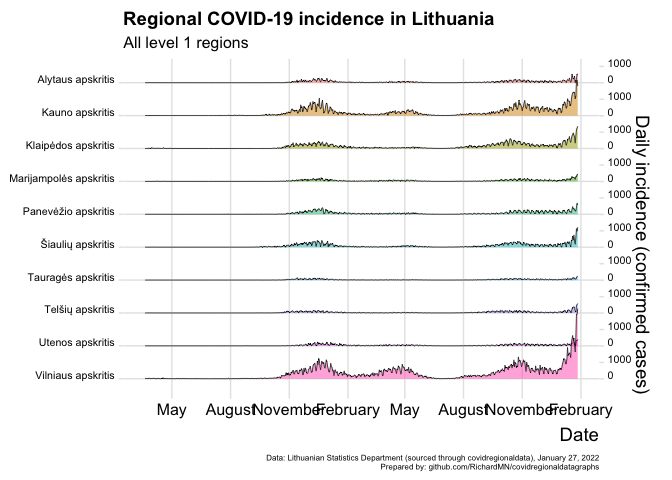 Regional COVID-19 incidence in Lithuania
All level 1 regions
Alytaus apskritis
1000
0
Kauno apskritis
1000
0
Klaipėdos apskritis
1000
0
Marijampolės apskritis
1000
0
Panevėžio apskritis
1000
0
Šiaulių apskritis
1000
0
Tauragės apskritis
1000
0
Telšių apskritis
1000
0
Utenos apskritis
1000
0
Vilniaus apskritis
1000
0
Daily incidence (confirmed cases)
May August November February May August November February
Date
Data: Lithuanian Statistics Department (sourced through covidregionaldata), January 27, 2022
Prepared by: github.com/RichardMN/covidregionaldatagraphs